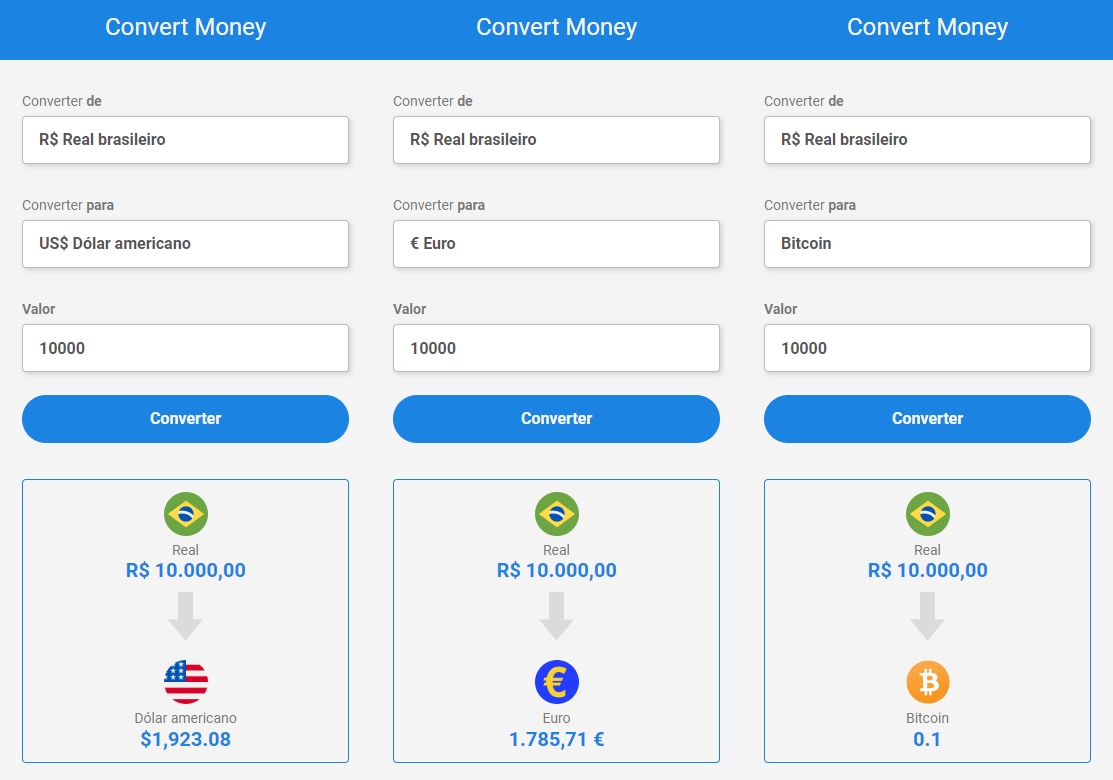 Convert Money
Converter de
R$ Real brasileiro
Converter para
US$ Dólar americano
Valor
10000
Converter
Real
R$ 10.000,00
Dólar americano
$1,923.08
Convert Money
Converter de
R$ Real brasileiro
Converter para
€ Euro
Valor
10000
Converter
Real
R$ 10.000,00
€
Euro
1.785,71 €
Convert Money
Converter de
R$ Real brasileiro
Converter para
Bitcoin
Valor
10000
Converter
Real
R$ 10.000,00
₿
Bitcoin
0.1